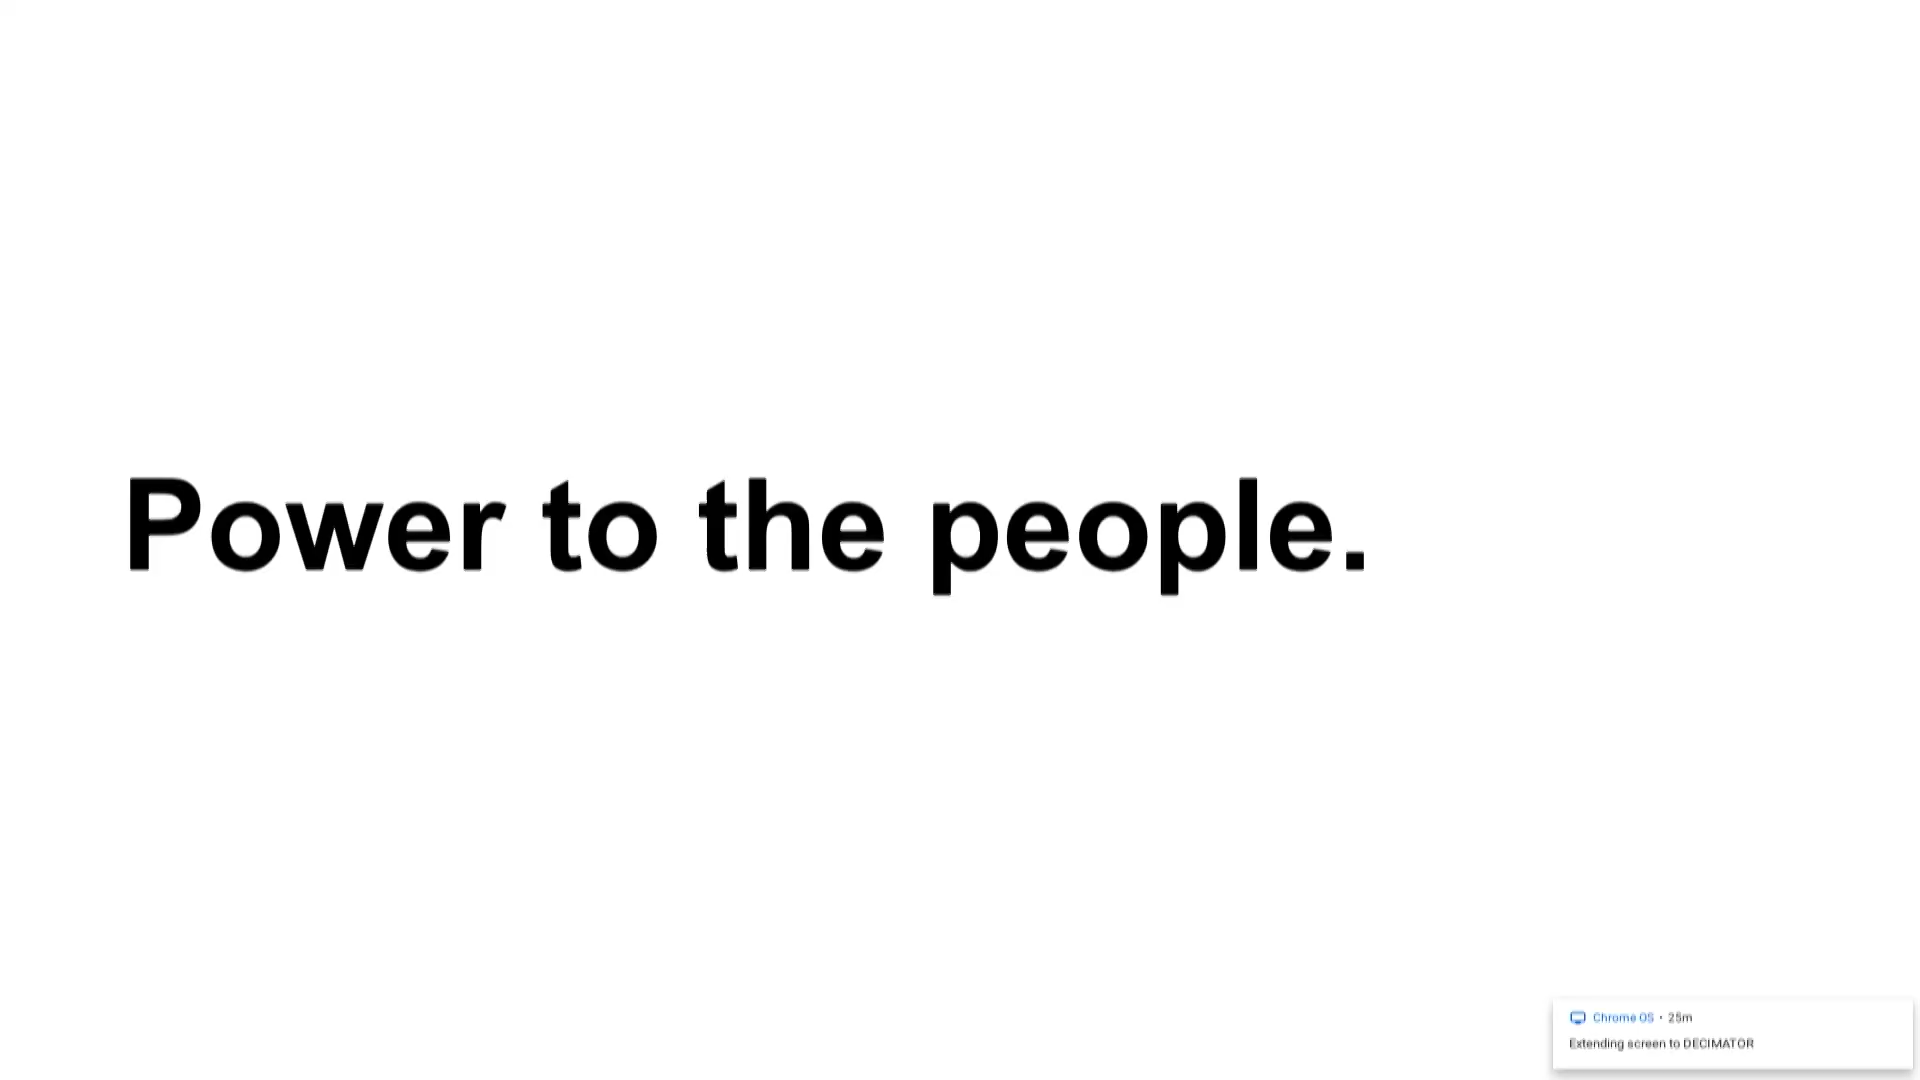 Power to the people.
Chrome OS · 25m
Extending screen to DECIMATOR